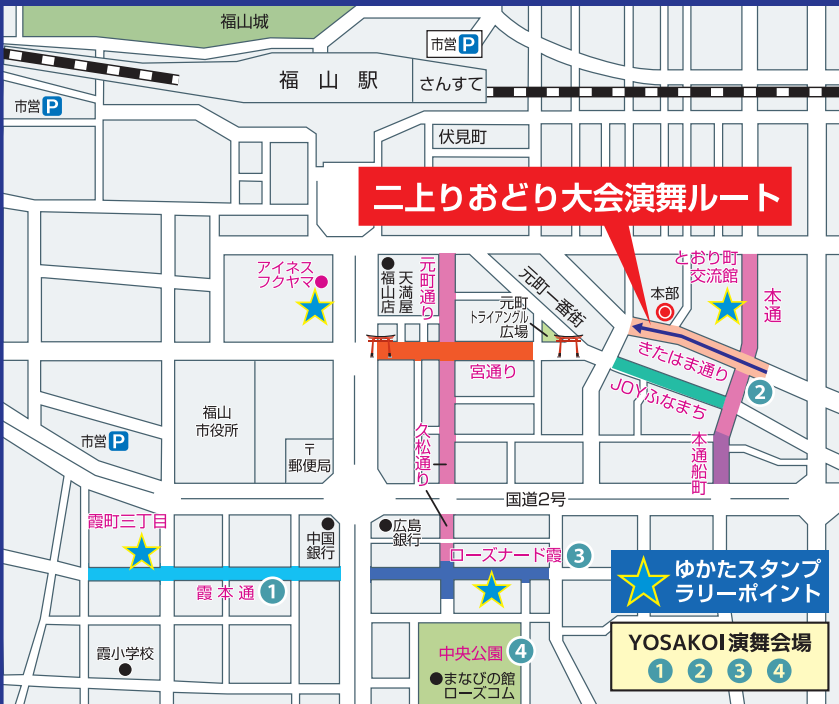 福山城
市営 P
福山駅
さんすて
市営 P
伏見町
二上りおどり大会演舞ルート
アイネス
フクヤマ
天満屋
福山店
元町通り
元町一番街
元町
トライアングル
広場
本部
とおり町
交流館
本通
きたはま通り
宮通り
JOYふなまち
2
福山
市役所
市営 P
〒
郵便局
久松通り
本通船町
国道2号
霞町三丁目
中国
銀行
広島
銀行
ローズナード霞 3
霞本通 1
ゆかたスタンプ
ラリーポイント
霞小学校
中央公園 4
まなびの館
ローズコム
YOSAKOI演舞会場
1 2 3 4